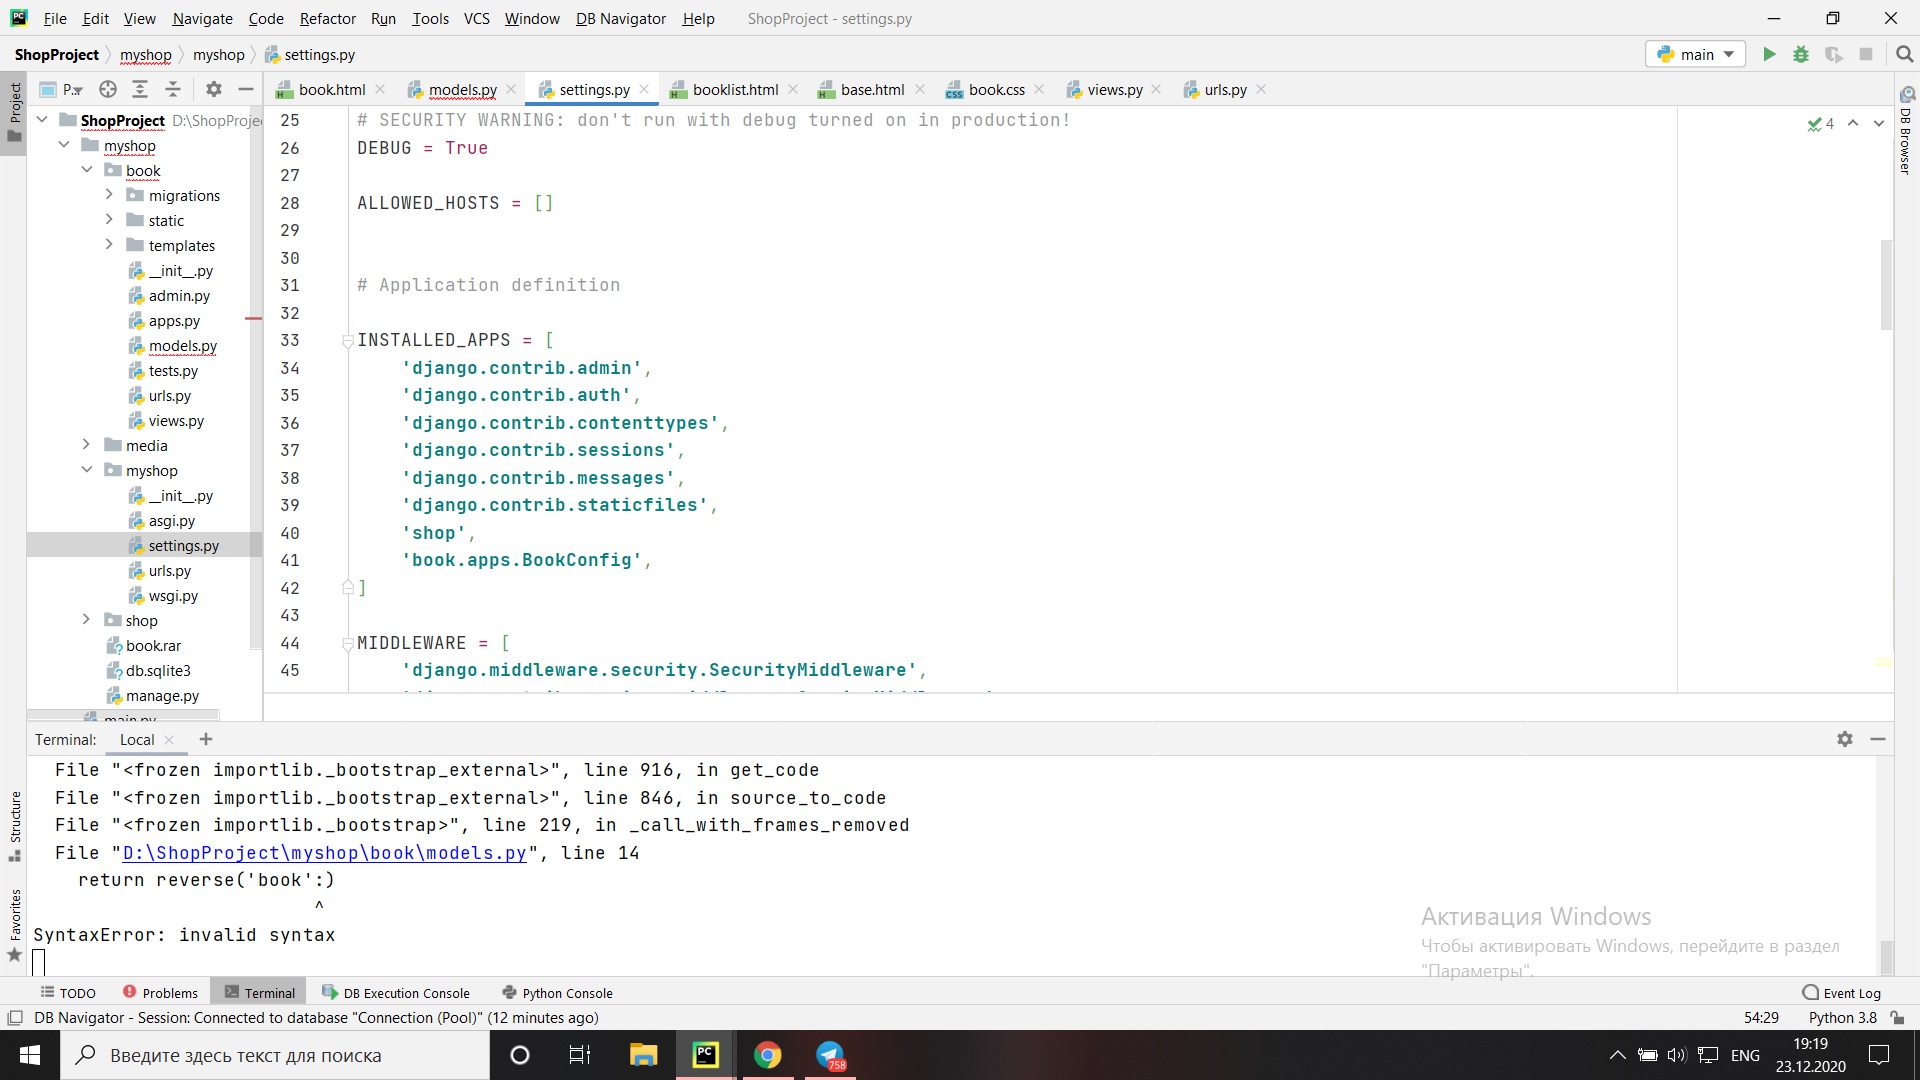 PC File Edit View Navigate Code Refactor Run Tools VCS Window DB Navigator Help ShopProject - settings.py
ShopProject myshop myshop settings.py main
P... book.html models.py settings.py booklist.html base.html book.css views.py urls.py
Project
ShopProject D:\ShopProje
myshop
book
migrations
static
templates
__init__.py
admin.py
apps.py
models.py
tests.py
urls.py
views.py
media
myshop
__init__.py
asgi.py
settings.py
urls.py
wsgi.py
shop
book.rar
db.sqlite3
manage.py
main.py
25 # SECURITY WARNING: don't run with debug turned on in production!
26 DEBUG = True
27
28 ALLOWED_HOSTS = []
29
30
31 # Application definition
32
33 INSTALLED_APPS = [
34 'django.contrib.admin',
35 'django.contrib.auth',
36 'django.contrib.contenttypes',
37 'django.contrib.sessions',
38 'django.contrib.messages',
39 'django.contrib.staticfiles',
40 'shop',
41 'book.apps.BookConfig',
42 ]
43
44 MIDDLEWARE = [
45 'django.middleware.security.SecurityMiddleware',
4
DB Browser
Terminal: Local +
File "<frozen importlib._bootstrap_external>", line 916, in get_code
File "<frozen importlib._bootstrap_external>", line 846, in source_to_code
File "<frozen importlib._bootstrap>", line 219, in _call_with_frames_removed
File "D:\ShopProject\myshop\book\models.py", line 14
return reverse('book':)
^
SyntaxError: invalid syntax
Structure
Favorites
Активация Windows
Чтобы активировать Windows, перейдите в раздел
"Параметры".
TODO Problems Terminal DB Execution Console Python Console Event Log
DB Navigator - Session: Connected to database "Connection (Pool)" (12 minutes ago) 54:29 Python 3.8
Введите здесь текст для поиска PC 758 ENG 19:19
23.12.2020